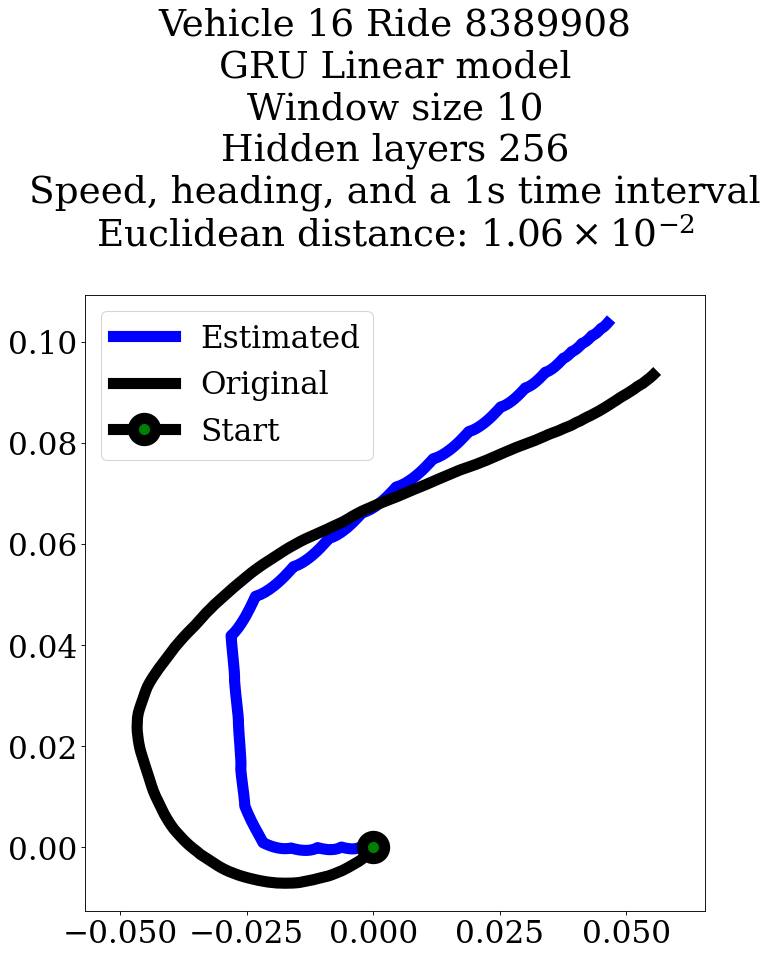 Vehicle 16 Ride 8389908
GRU Linear model
Window size 10
Hidden layers 256
Speed, heading, and a 1s time interval
Euclidean distance: 1.06 × 10⁻²
Estimated
Original
Start
0.10
0.08
0.06
0.04
0.02
0.00
−0.050 −0.025 0.000 0.025 0.050